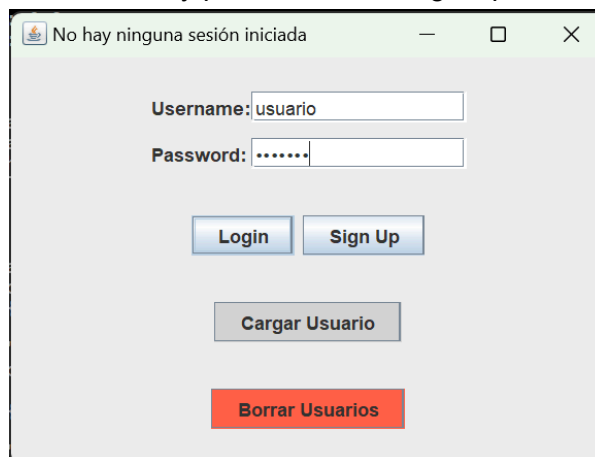 No hay ninguna sesión iniciada
Username: usuario
Password: •••••••
Login Sign Up
Cargar Usuario
Borrar Usuarios